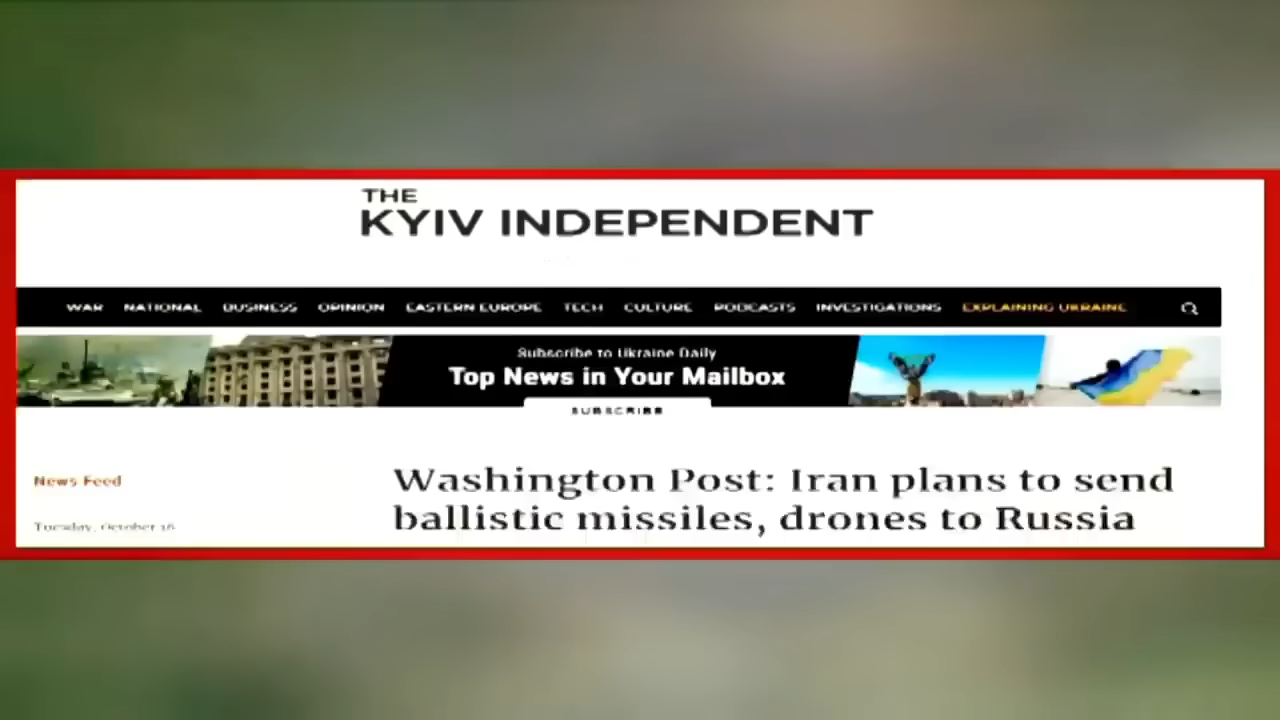 THE
KYIV INDEPENDENT
WAR NATIONAL BUSINESS OPINION EASTERN EUROPE TECH CULTURE PODCASTS INVESTIGATIONS EXPLAINING UKRAINE
Subscribe to Ukraine Daily
Top News in Your Mailbox
SUBSCRIBE
News Feed
Washington Post: Iran plans to send
ballistic missiles, drones to Russia
Tuesday, October